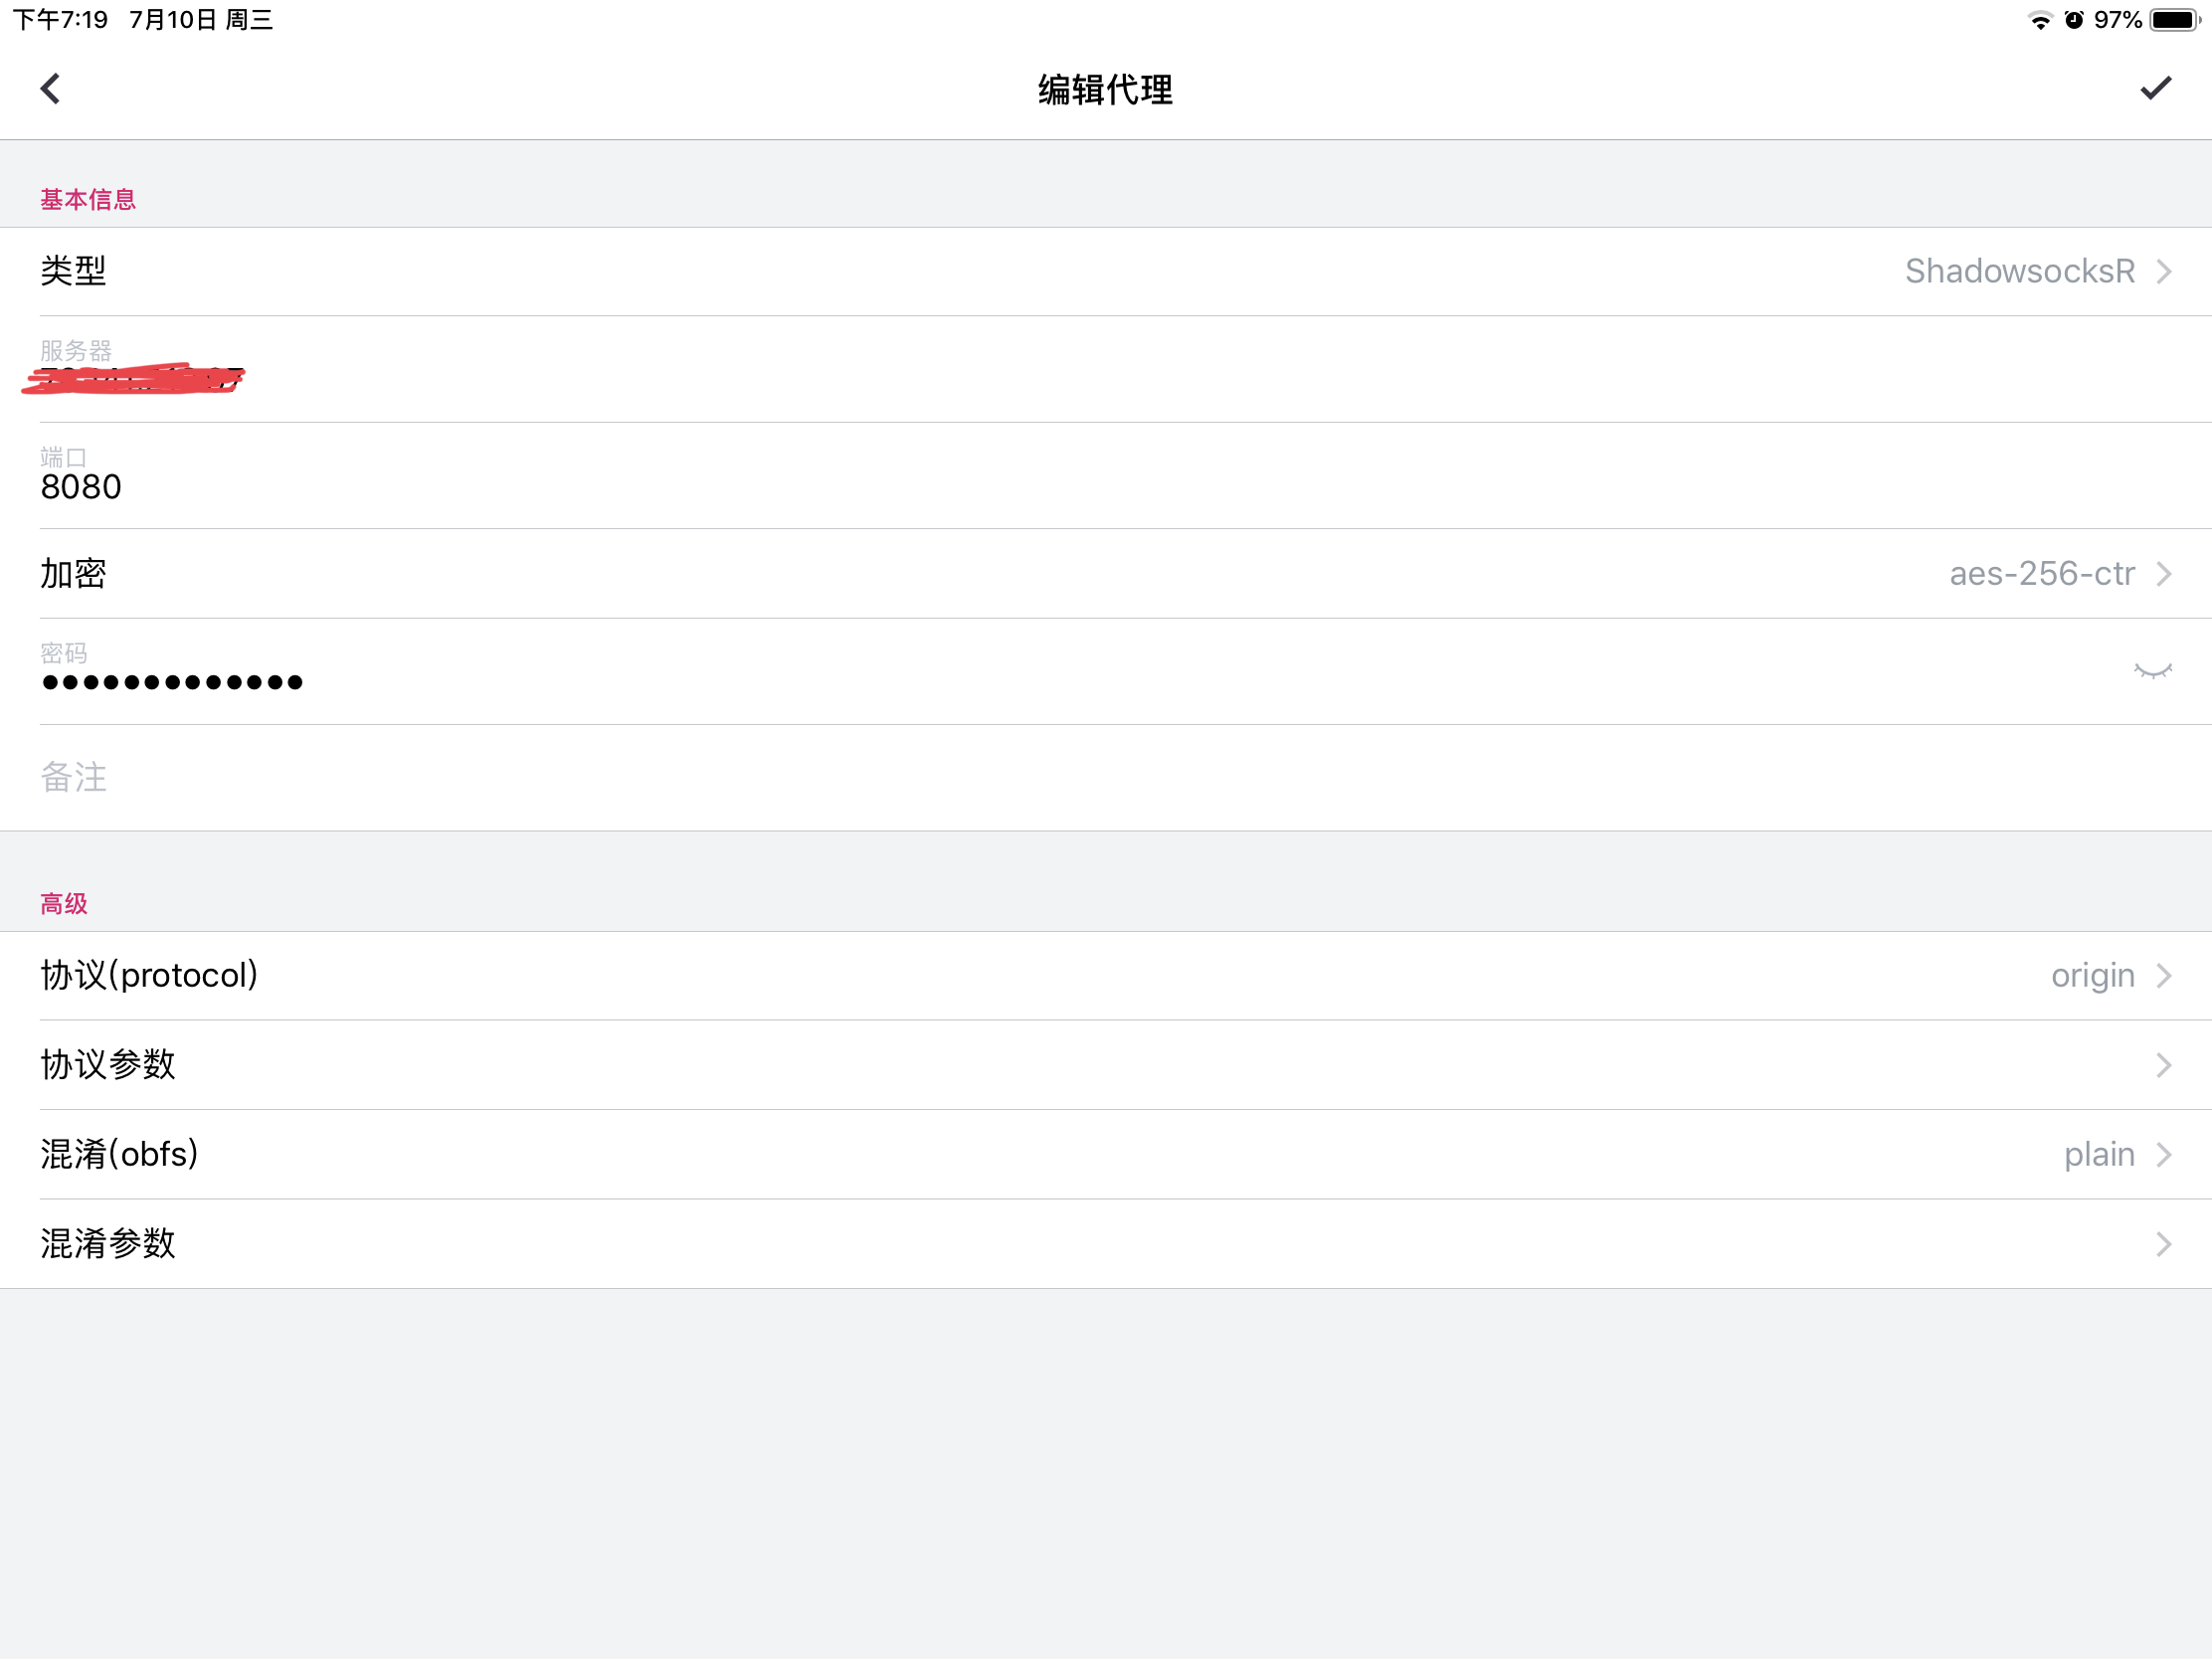 下午7:19 7月10日 周三
97%
编辑代理
基本信息
类型
ShadowsocksR
服务器
端口
8080
加密
aes-256-ctr
密码
●●●●●●●●●●●●●
备注
高级
协议(protocol)
origin
协议参数
混淆(obfs)
plain
混淆参数